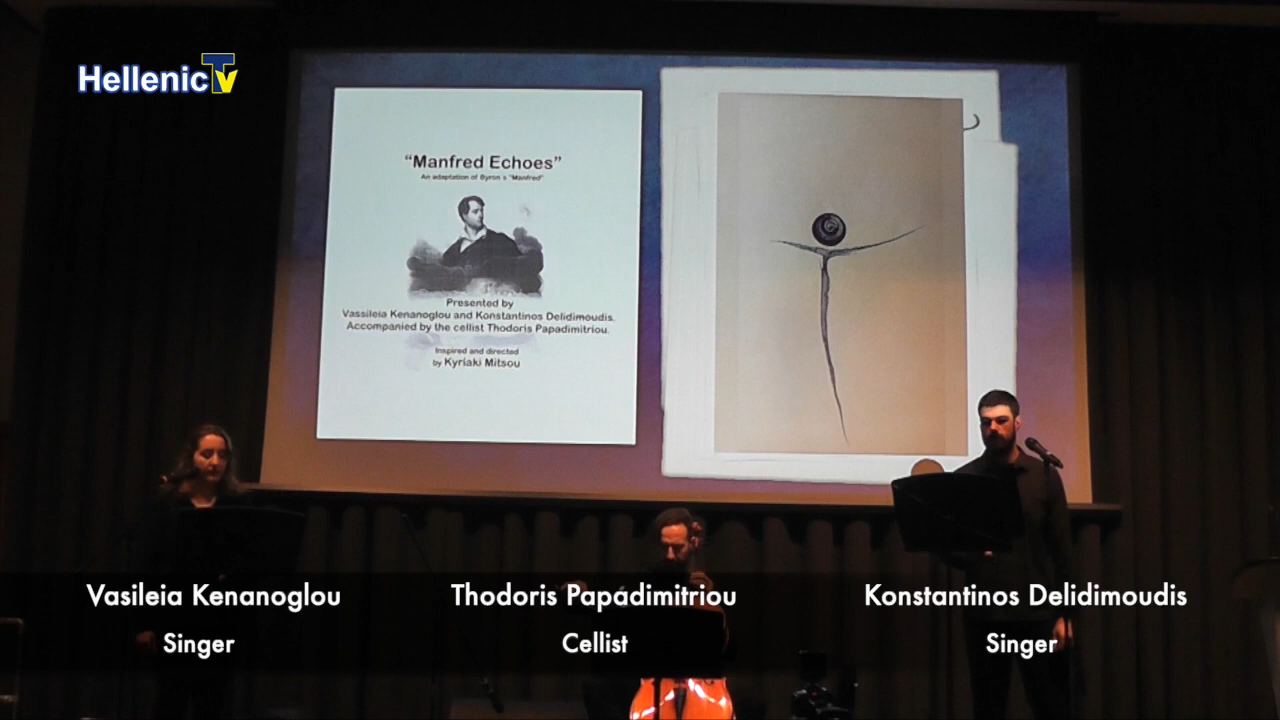 HellenicTv
“Manfred Echoes”
An adaptation of Byron´s “Manfred”
Presented by
Vassileia Kenanoglou and Konstantinos Delidimoudis.
Accompanied by the cellist Thodoris Papadimitriou.
Inspired and directed
by Kyriaki Mitsou
Vasileia Kenanoglou
Singer
Thodoris Papadimitriou
Cellist
Konstantinos Delidimoudis
Singer